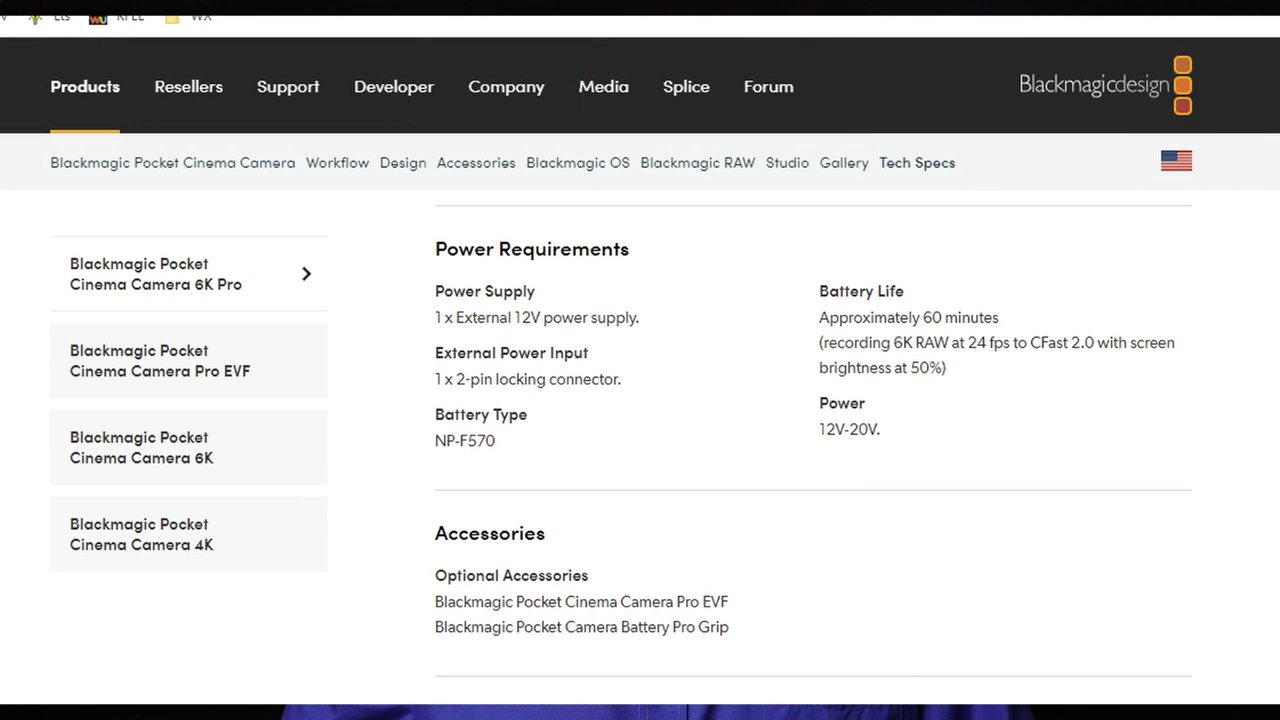 Products Resellers Support Developer Company Media Splice Forum Blackmagicdesign
Blackmagic Pocket Cinema Camera Workflow Design Accessories Blackmagic OS Blackmagic RAW Studio Gallery Tech Specs
Blackmagic Pocket
Cinema Camera 6K Pro
Blackmagic Pocket
Cinema Camera Pro EVF
Blackmagic Pocket
Cinema Camera 6K
Blackmagic Pocket
Cinema Camera 4K
Power Requirements
Power Supply
1 x External 12V power supply.
External Power Input
1 x 2-pin locking connector.
Battery Type
NP-F570
Battery Life
Approximately 60 minutes
(recording 6K RAW at 24 fps to CFast 2.0 with screen
brightness at 50%)
Power
12V-20V.
Accessories
Optional Accessories
Blackmagic Pocket Cinema Camera Pro EVF
Blackmagic Pocket Camera Battery Pro Grip